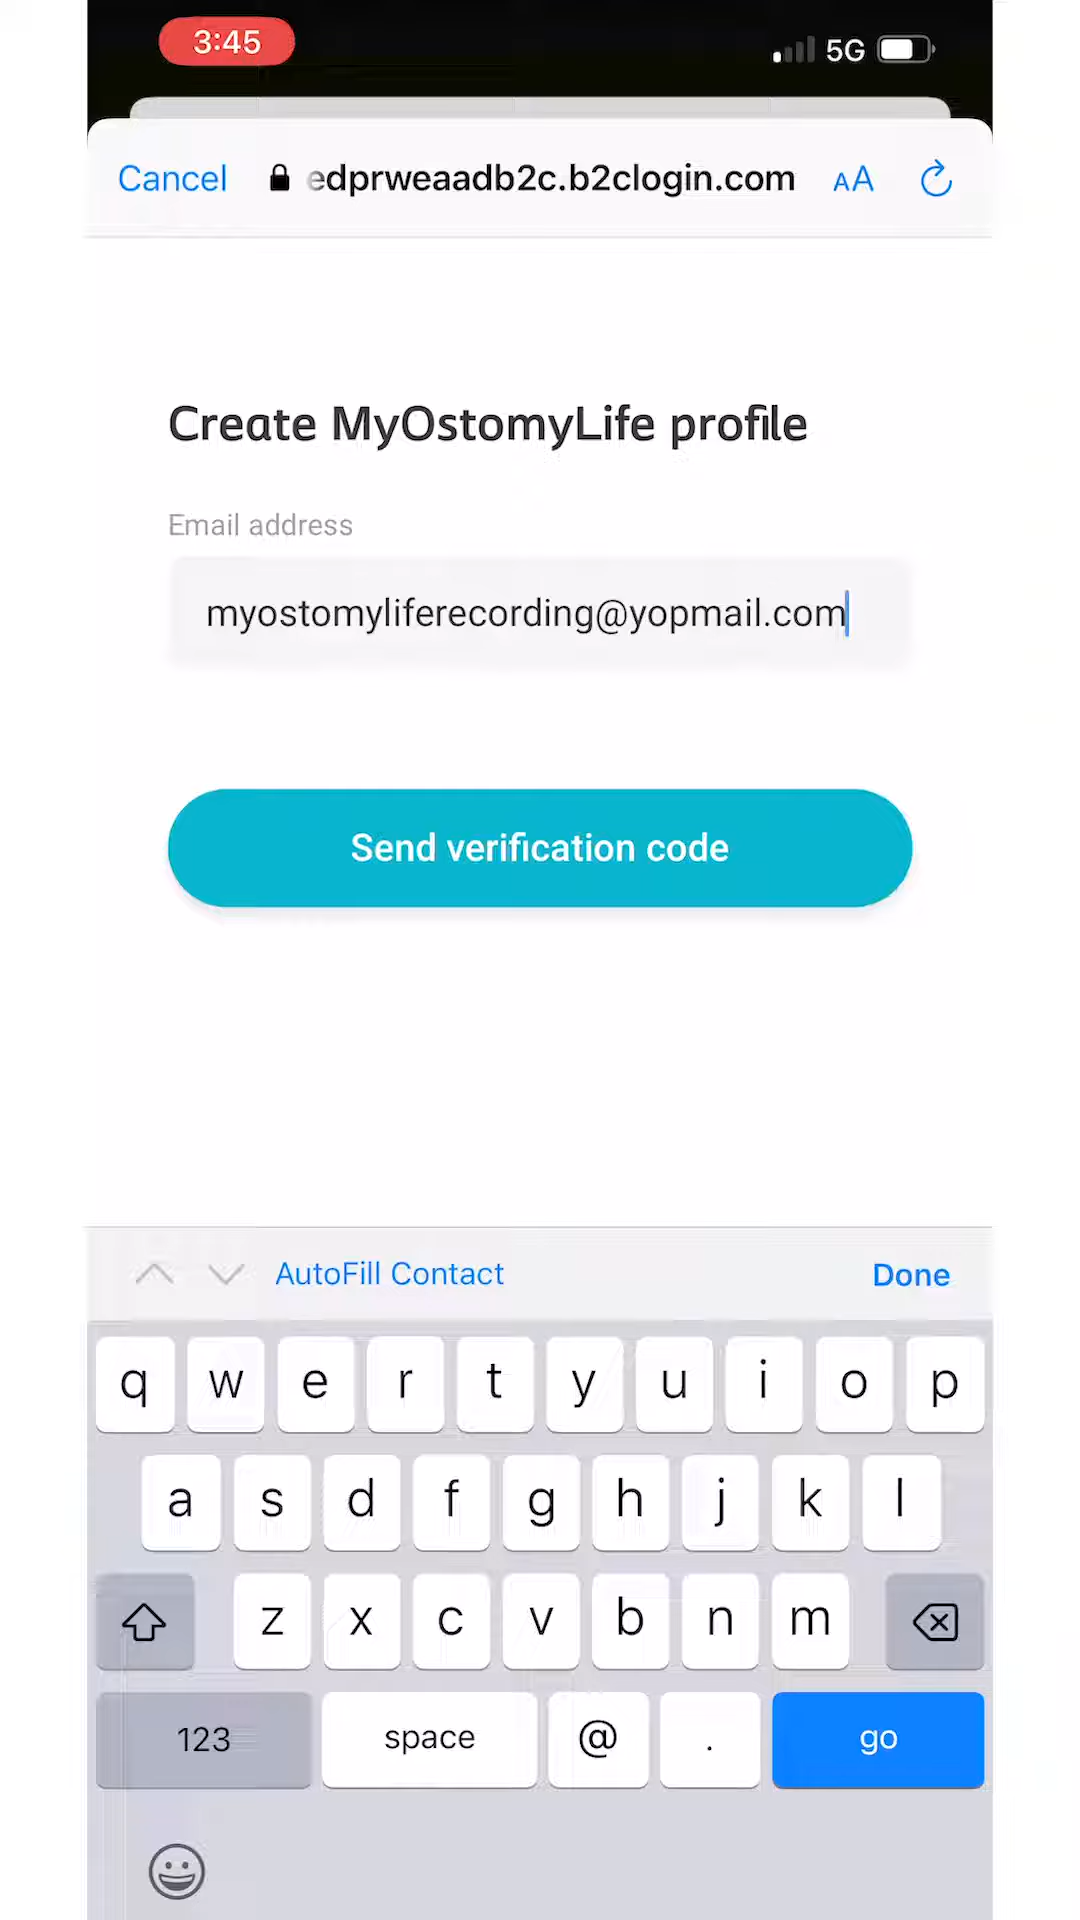 3:45 5G
Cancel edprweaadb2c.b2clogin.com AA
Create MyOstomyLife profile
Email address
myostomyliferecording@yopmail.com
Send verification code
AutoFill Contact Done
q w e r t y u i o p
a s d f g h j k l
z x c v b n m
123 space @ . go